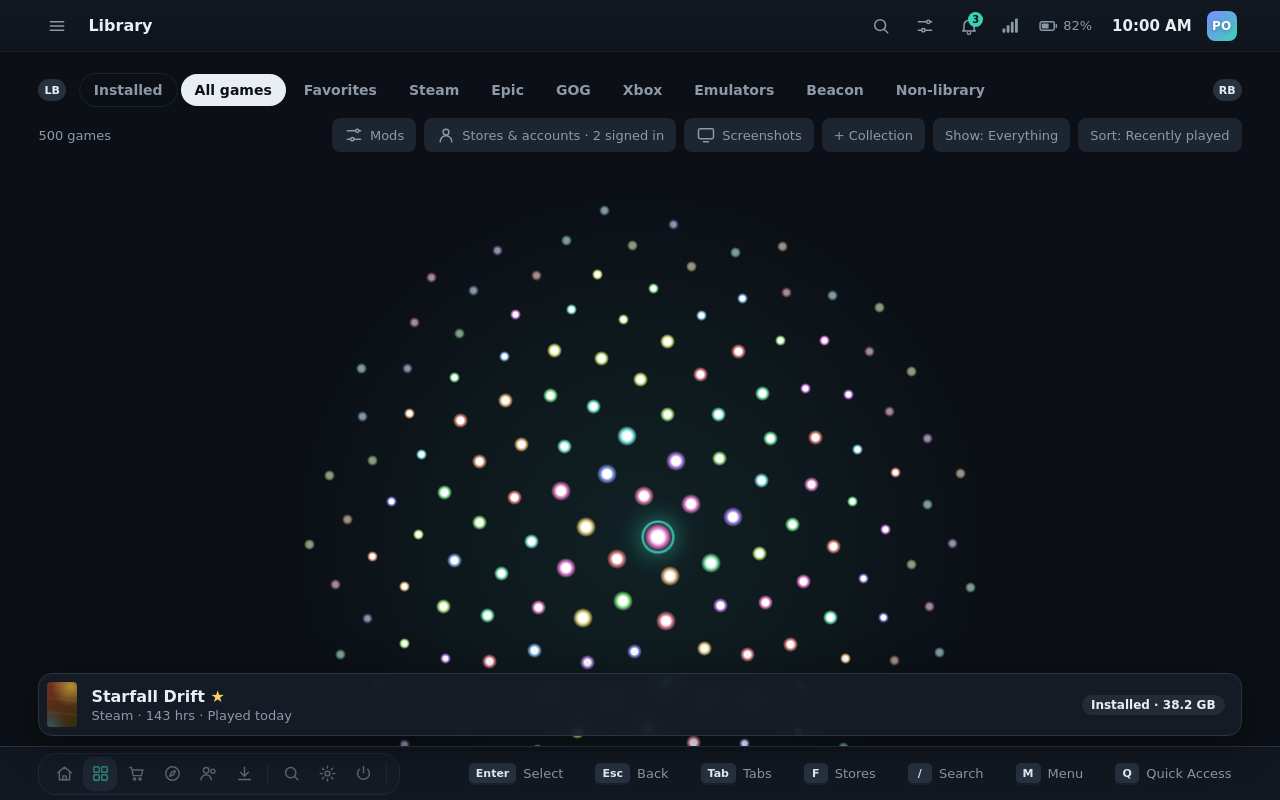 Library
3
82%
10:00 AM
PO
LB
Installed
All games
Favorites
Steam
Epic
GOG
Xbox
Emulators
Beacon
Non-library
RB
500 games
Mods
Stores & accounts · 2 signed in
Screenshots
+ Collection
Show: Everything
Sort: Recently played
Starfall Drift ★
Steam · 143 hrs · Played today
Installed · 38.2 GB
Enter Select
Esc Back
Tab Tabs
F Stores
/ Search
M Menu
Q Quick Access